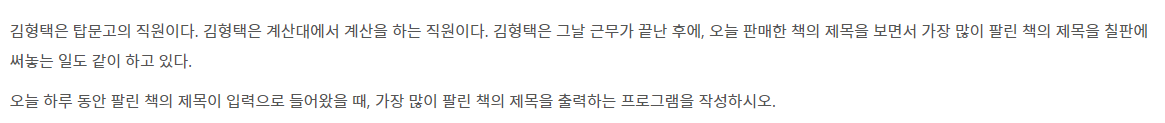 김형택은 탑문고의 직원이다. 김형택은 계산대에서 계산을 하는 직원이다. 김형택은 그날 근무가 끝난 후에, 오늘 판매한 책의 제목을 보면서 가장 많이 팔린 책의 제목을 칠판에
써놓는 일도 같이 하고 있다.
오늘 하루 동안 팔린 책의 제목이 입력으로 들어왔을 때, 가장 많이 팔린 책의 제목을 출력하는 프로그램을 작성하시오.